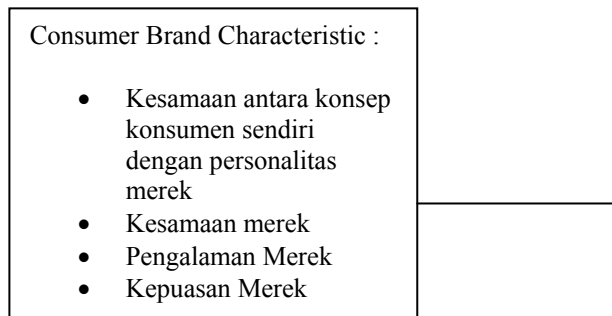 Consumer Brand Characteristic :
• Kesamaan antara konsep
konsumen sendiri
dengan personalitas
merek
• Kesamaan merek
• Pengalaman Merek
• Kepuasan Merek